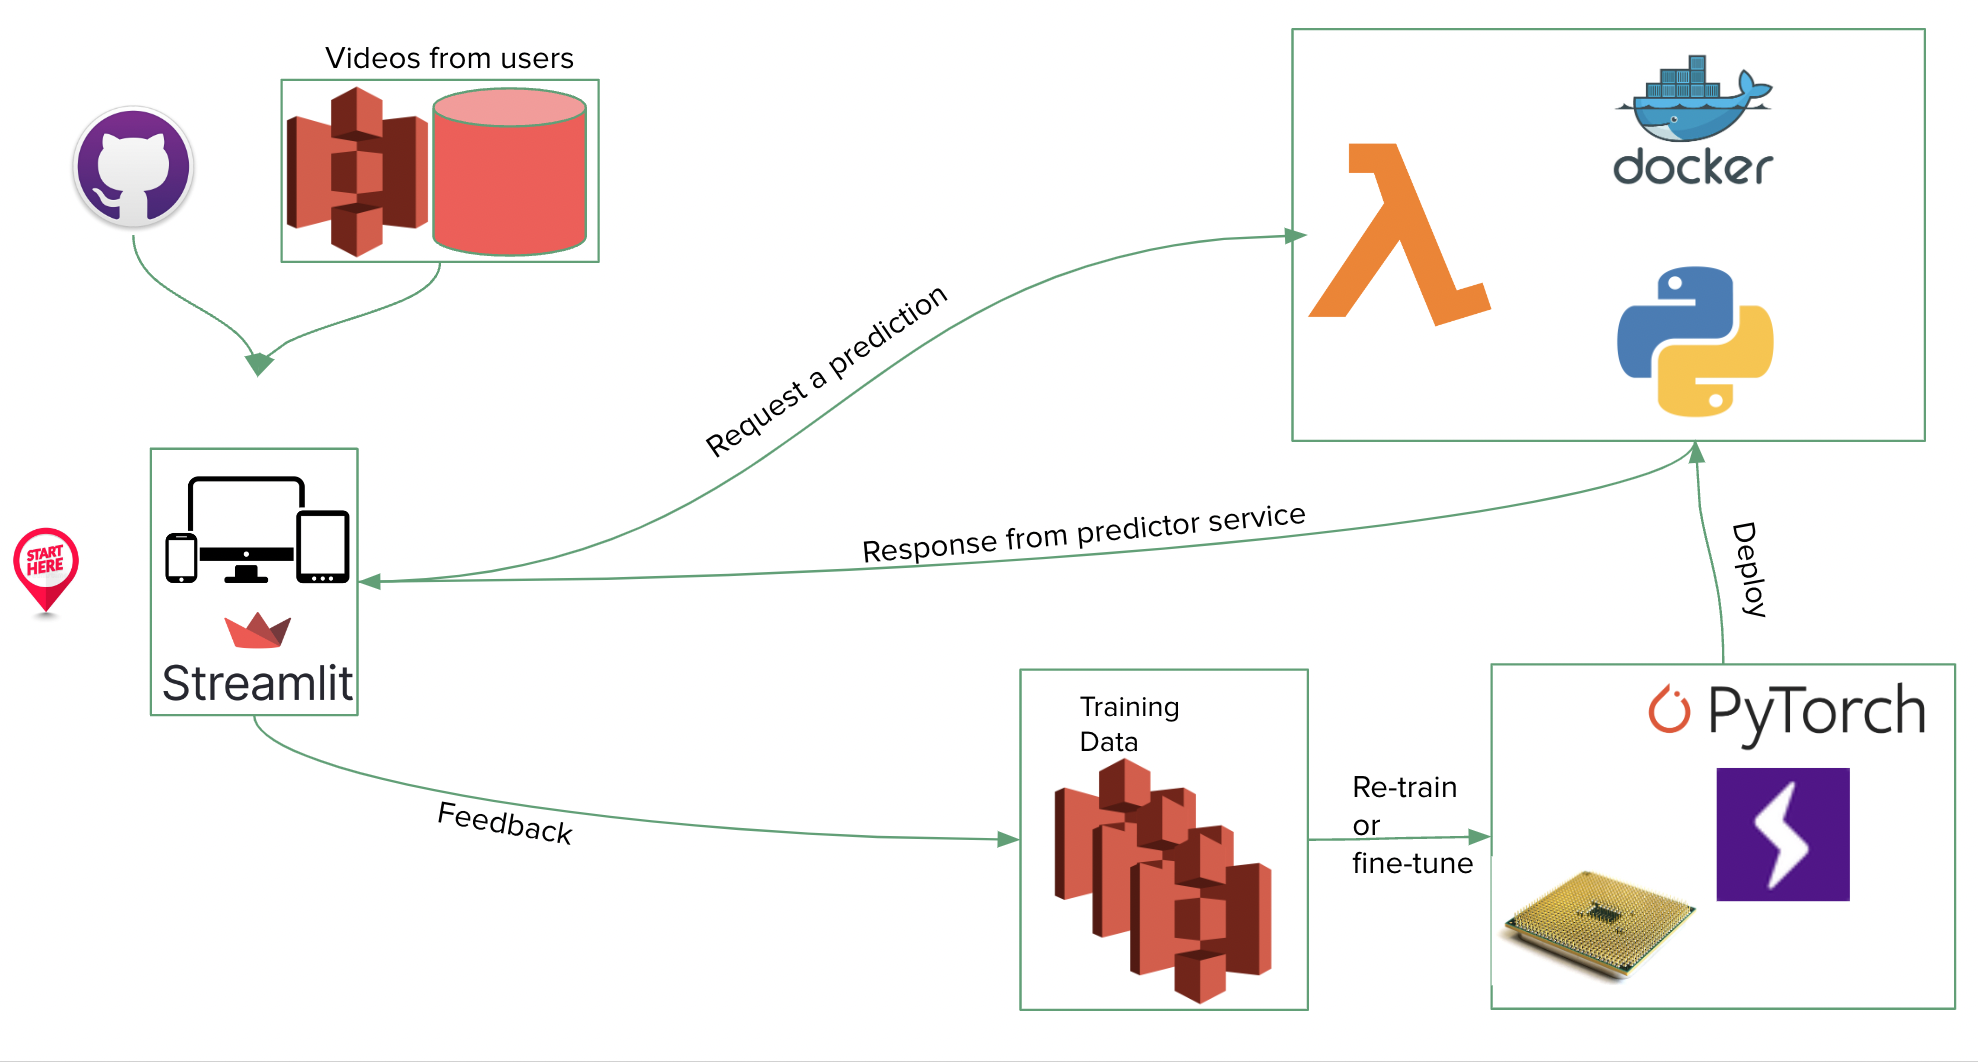 Videos from users
docker
Request a prediction
START
HERE
Response from predictor service
Deploy
Streamlit
Training
Data
PyTorch
Re-train
or
fine-tune
Feedback